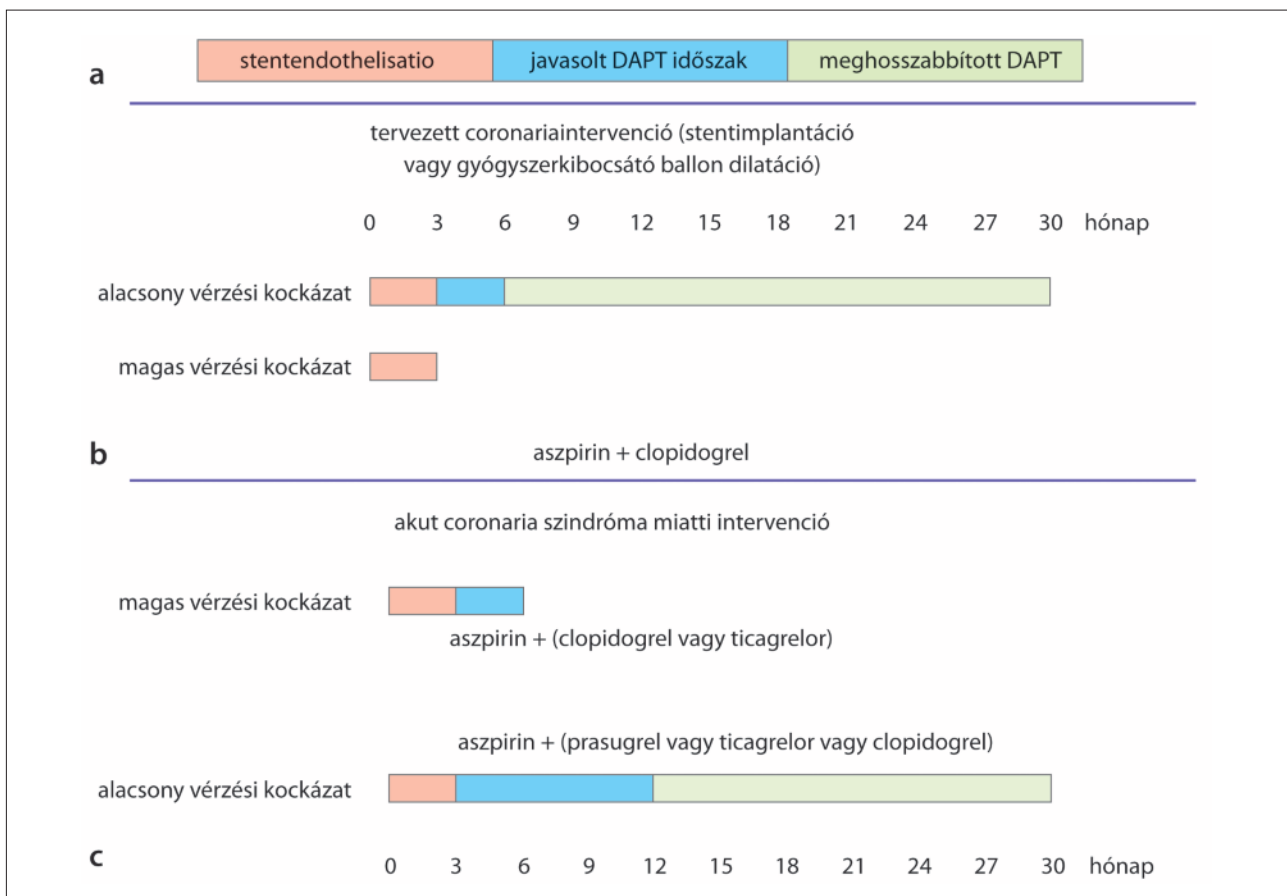 stentendothelisatio javasolt DAPT időszak meghosszabbított DAPT
a
tervezett coronariaintervenció (stentimplantáció
vagy gyógyszerkibocsátó ballon dilatáció)
0 3 6 9 12 15 18 21 24 27 30 hónap
alacsony vérzési kockázat
magas vérzési kockázat
b
aszpirin + clopidogrel
akut coronaria szindróma miatti intervenció
magas vérzési kockázat
aszpirin + (clopidogrel vagy ticagrelor)
aszpirin + (prasugrel vagy ticagrelor vagy clopidogrel)
alacsony vérzési kockázat
c
0 3 6 9 12 15 18 21 24 27 30 hónap